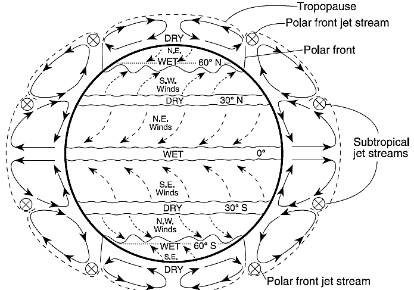 Tropopause
Polar front jet stream
DRY
Polar front
N.E.
WET 60° N
S.W.
Winds
DRY 30° N
N.E.
Winds
Subtropical
jet streams
WET 0°
S.E.
Winds
DRY 30° S
N.W.
Winds
WET 60° S
S.E.
DRY
Polar front jet stream